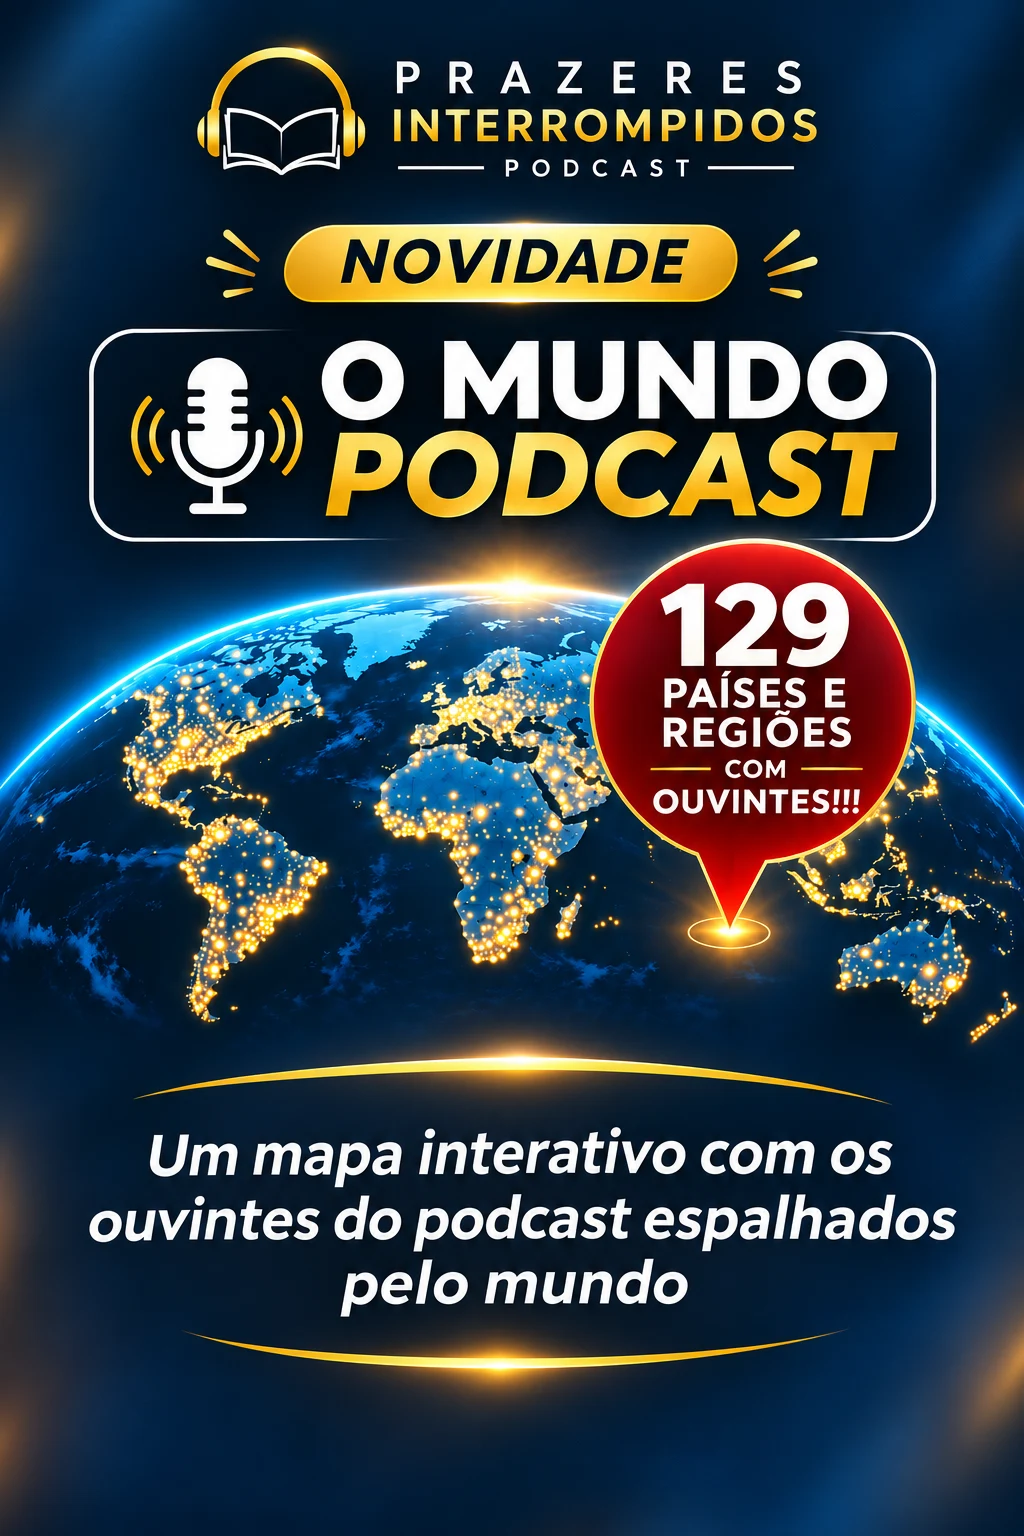 PRAZERES
INTERROMPIDOS
PODCAST
NOVIDADE
O MUNDO
PODCAST
129
PAÍSES E
REGIÕES
COM
OUVINTES!!!
Um mapa interativo com os
ouvintes do podcast espalhados
pelo mundo